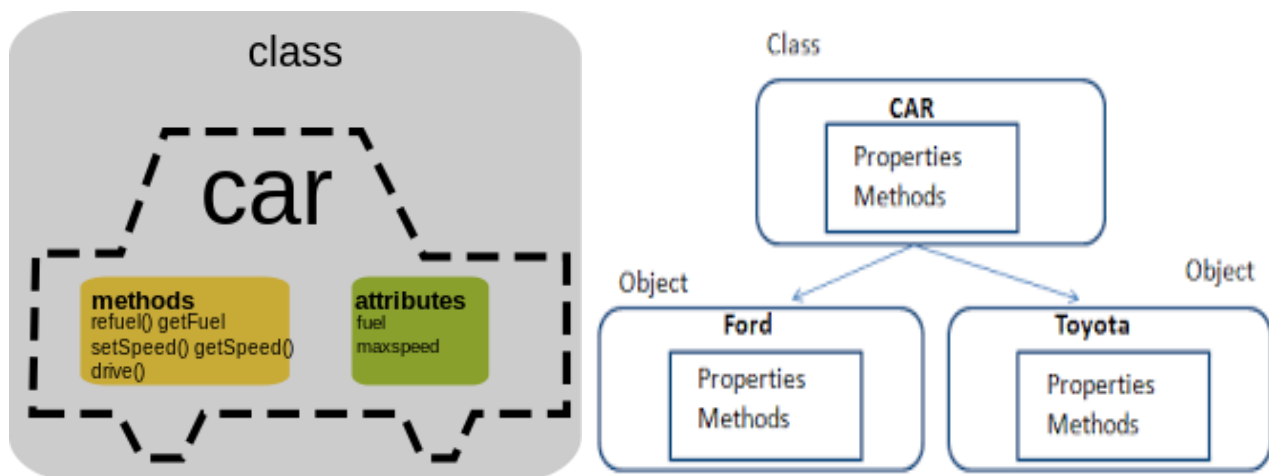 class
car
methods
refuel() getFuel
setSpeed() getSpeed()
drive()
attributes
fuel
maxspeed
Class
CAR
Properties
Methods
Object
Object
Ford
Properties
Methods
Toyota
Properties
Methods